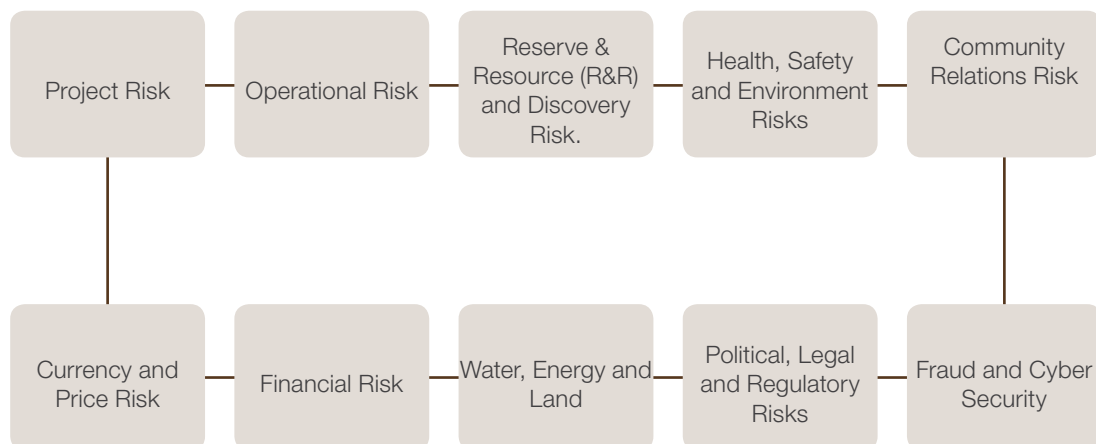 Project Risk
Operational Risk
Reserve &
Resource (R&R)
and Discovery
Risk.
Health, Safety
and Environment
Risks
Community
Relations Risk
Currency and
Price Risk
Financial Risk
Water, Energy and
Land
Political, Legal
and Regulatory
Risks
Fraud and Cyber
Security